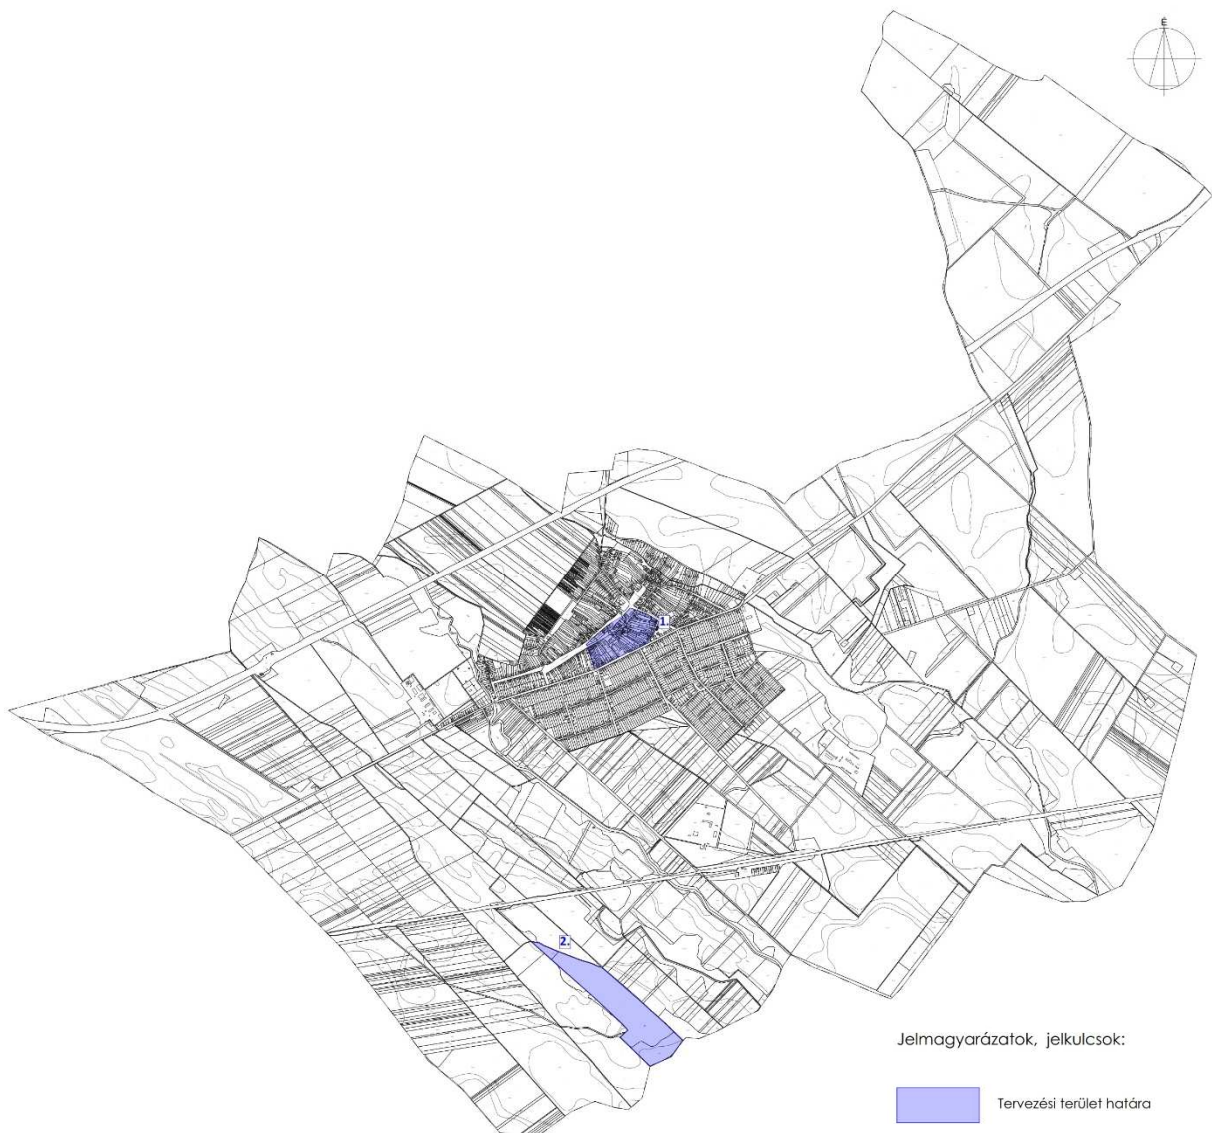 É
1.
2.
Jelmagyarázatok, jelkulcsok:
Tervezési terület határa